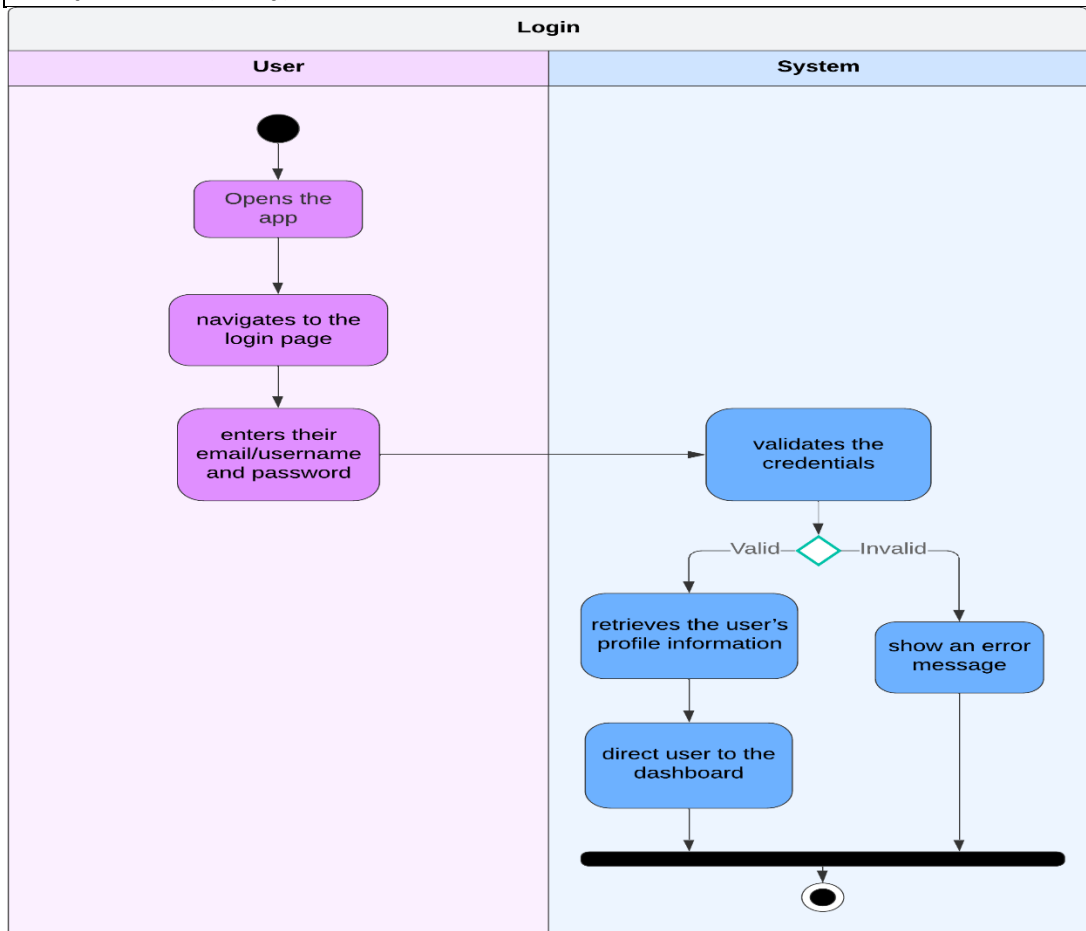 Login
User
System
Opens the
app
navigates to the
login page
enters their
email/username
and password
validates the
credentials
Valid
Invalid
retrieves the user’s
profile information
show an error
message
direct user to the
dashboard